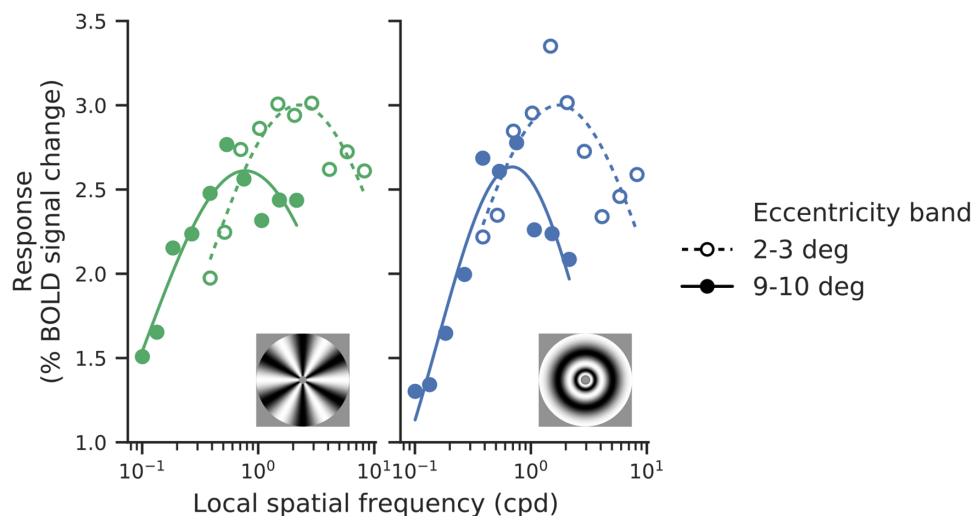 Response
(% BOLD signal change)
3.5
3.0
2.5
2.0
1.5
1.0
10⁻¹ 10⁰ 10¹
10⁻¹ 10⁰ 10¹
Local spatial frequency (cpd)
Eccentricity band
2-3 deg
9-10 deg